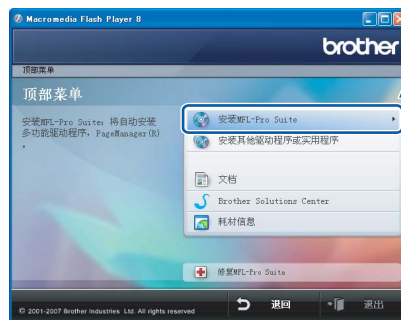 Macromedia Flash Player 8
brother
顶部菜单
顶部菜单
安装MFL-Pro Suite: 将自动安装
多功能驱动程序, PageManager(R)
.
安装MFL-Pro Suite
安装其他驱动程序或实用程序
文档
Brother Solutions Center
耗材信息
修复MFL-Pro Suite
© 2001-2007 Brother Industries Ltd. All rights reserved
退回
退出